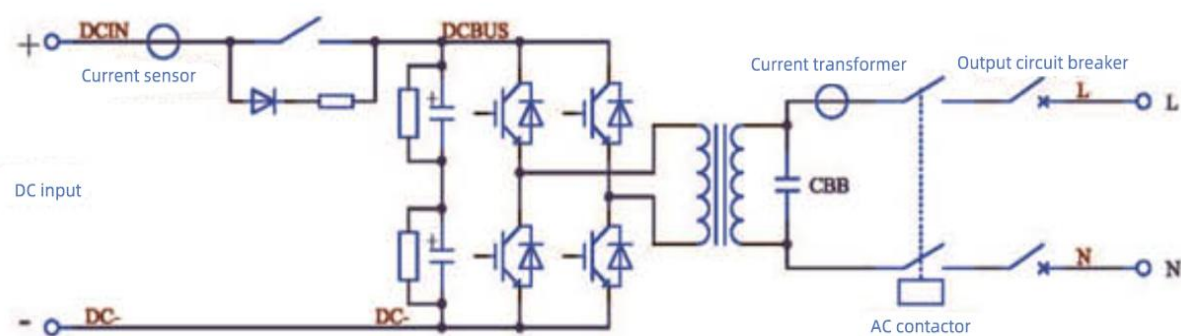 + DCIN
DCBUS
Current sensor
Current transformer
Output circuit breaker
L
L
+
DC input
CBB
+
N
N
- DC-
DC-
AC contactor